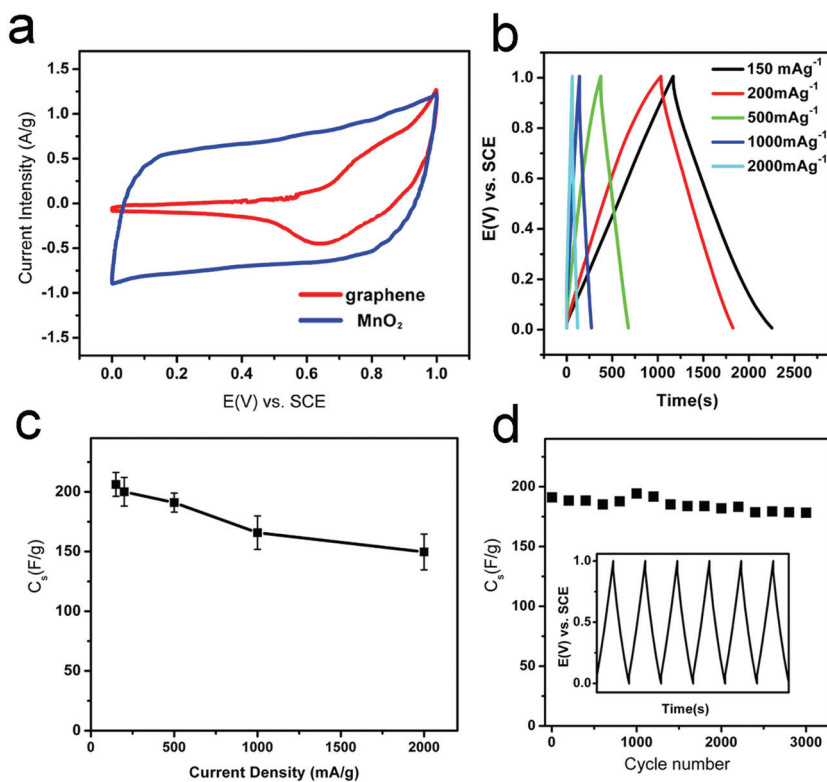 a
1.5
1.0
0.5
0.0
-0.5
-1.0
-1.5
Current Intensity (A/g)
graphene
MnO₂
0.0 0.2 0.4 0.6 0.8 1.0
E(V) vs. SCE
b
1.0
0.8
0.6
0.4
0.2
0.0
E(V) vs. SCE
150 mAg⁻¹
200mAg⁻¹
500mAg⁻¹
1000mAg⁻¹
2000mAg⁻¹
0 500 1000 1500 2000 2500
Time(s)
c
200
150
100
50
0
Cₛ(F/g)
0 500 1000 1500 2000
Current Density (mA/g)
d
200
150
100
50
0
Cₛ(F/g)
1.0
0.5
0.0
E(V) vs. SCE
Time(s)
0 1000 2000 3000
Cycle number